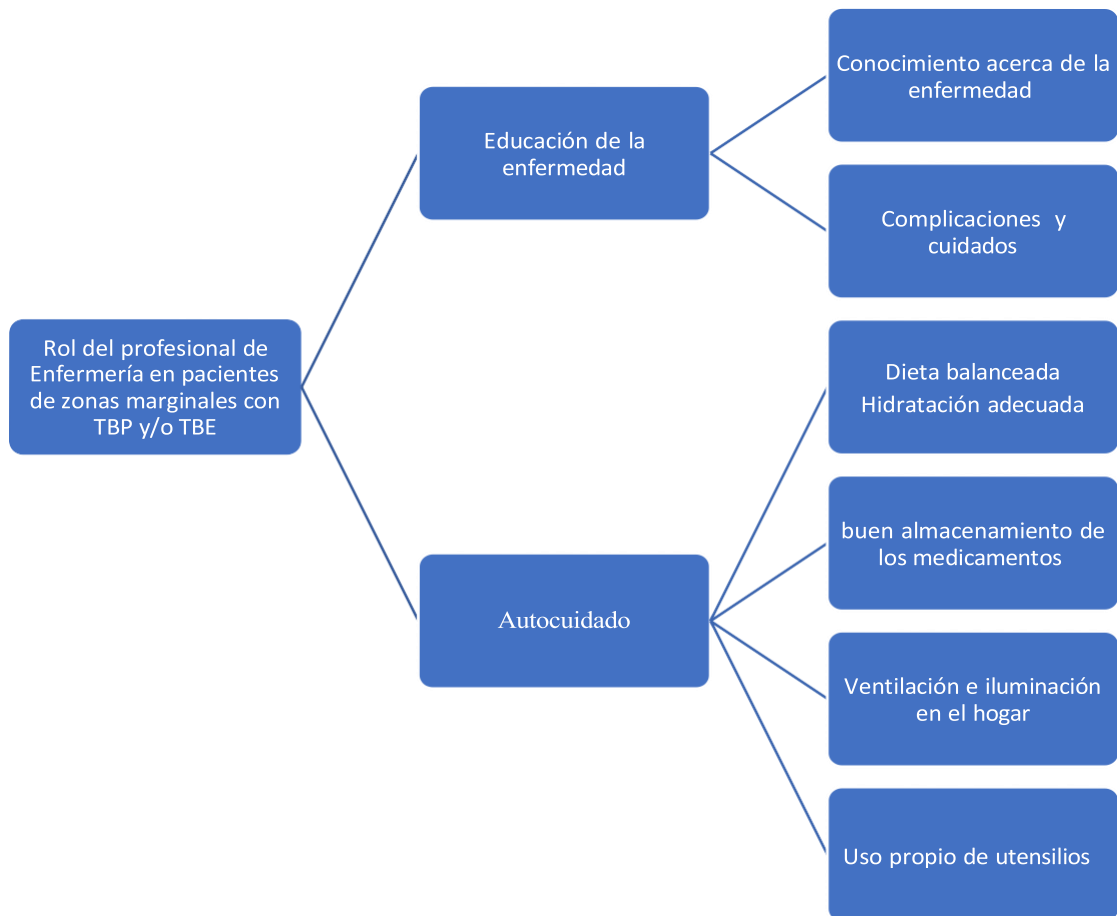 Rol del profesional de
Enfermería en pacientes
de zonas marginales con
TBP y/o TBE
Educación de la
enfermedad
Conocimiento acerca de la
enfermedad
Complicaciones y
cuidados
Autocuidado
Dieta balanceada
Hidratación adecuada
buen almacenamiento de
los medicamentos
Ventilación e iluminación
en el hogar
Uso propio de utensilios